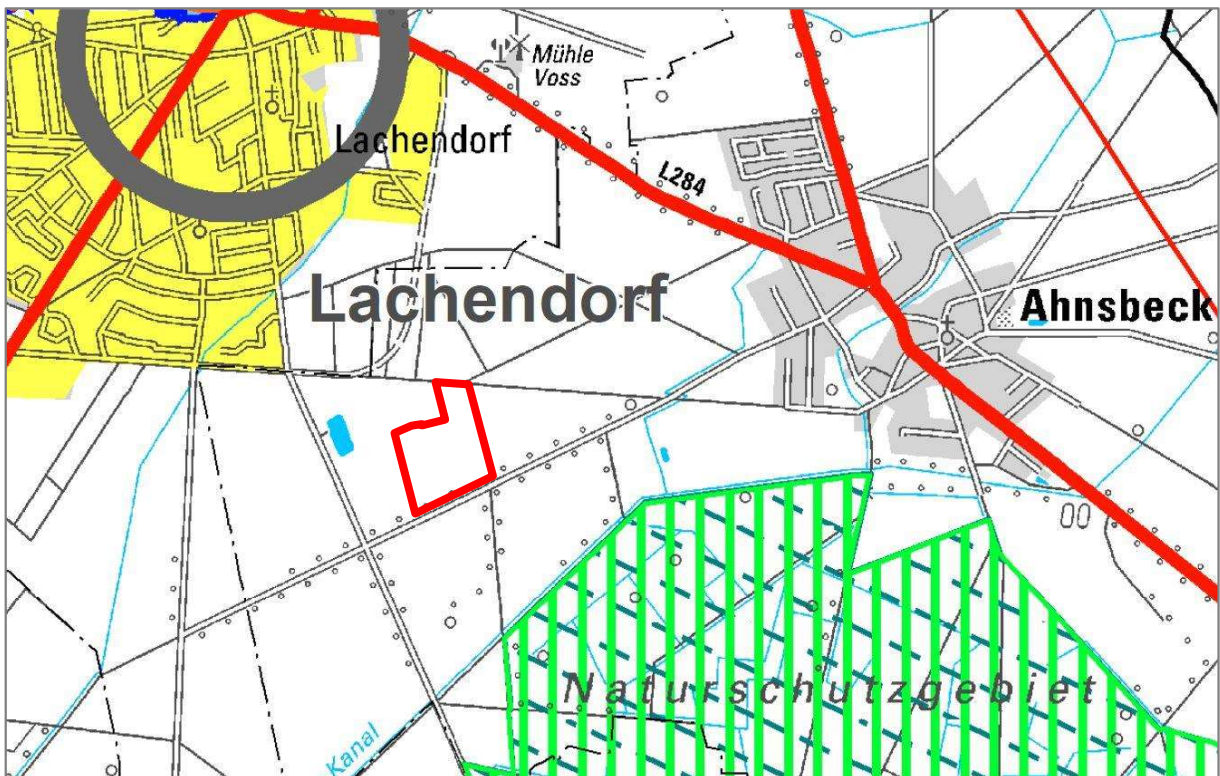 Mühle
Voss
Lachendorf
L284
Lachendorf
Ahnsbeck
Naturschutzgebiet
Kanal